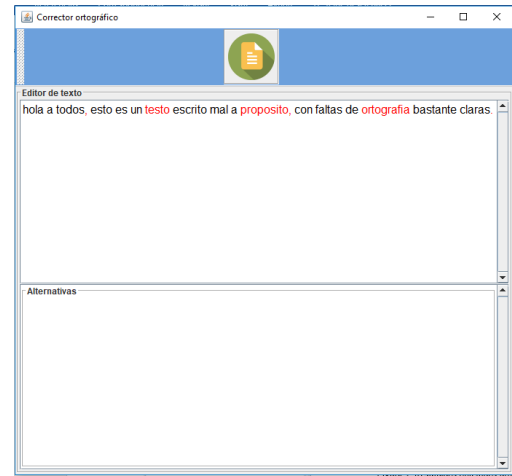 Corrector ortográfico
Editor de texto
hola a todos, esto es un testo escrito mal a proposito, con faltas de ortografia bastante claras.
Alternativas